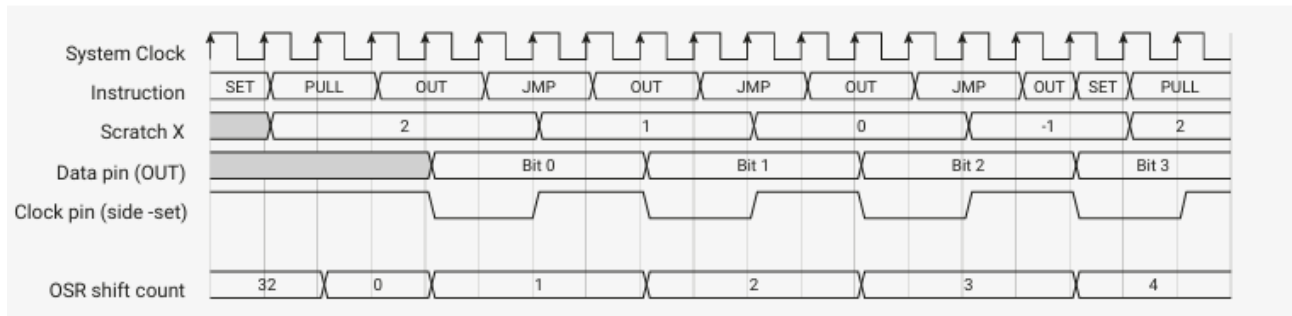 System Clock
Instruction SET PULL OUT JMP OUT JMP OUT JMP OUT SET PULL
Scratch X 2 1 0 -1 2
Data pin (OUT) Bit 0 Bit 1 Bit 2 Bit 3
Clock pin (side -set)
OSR shift count 32 0 1 2 3 4